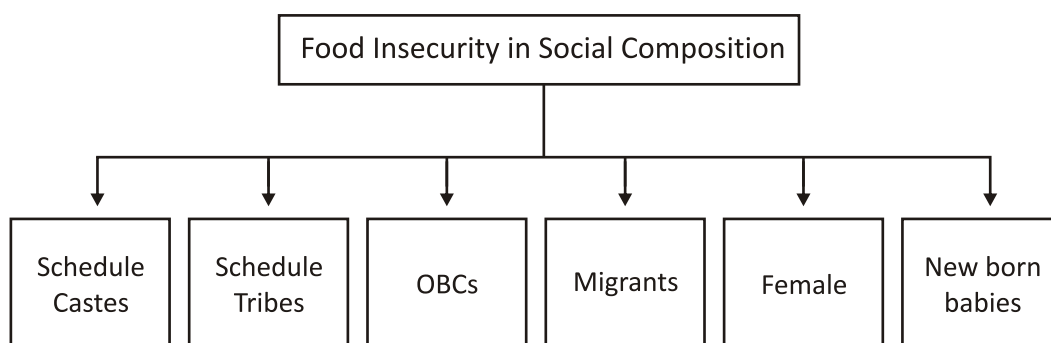 Food Insecurity in Social Composition
Schedule
Castes
Schedule
Tribes
OBCs
Migrants
Female
New born
babies